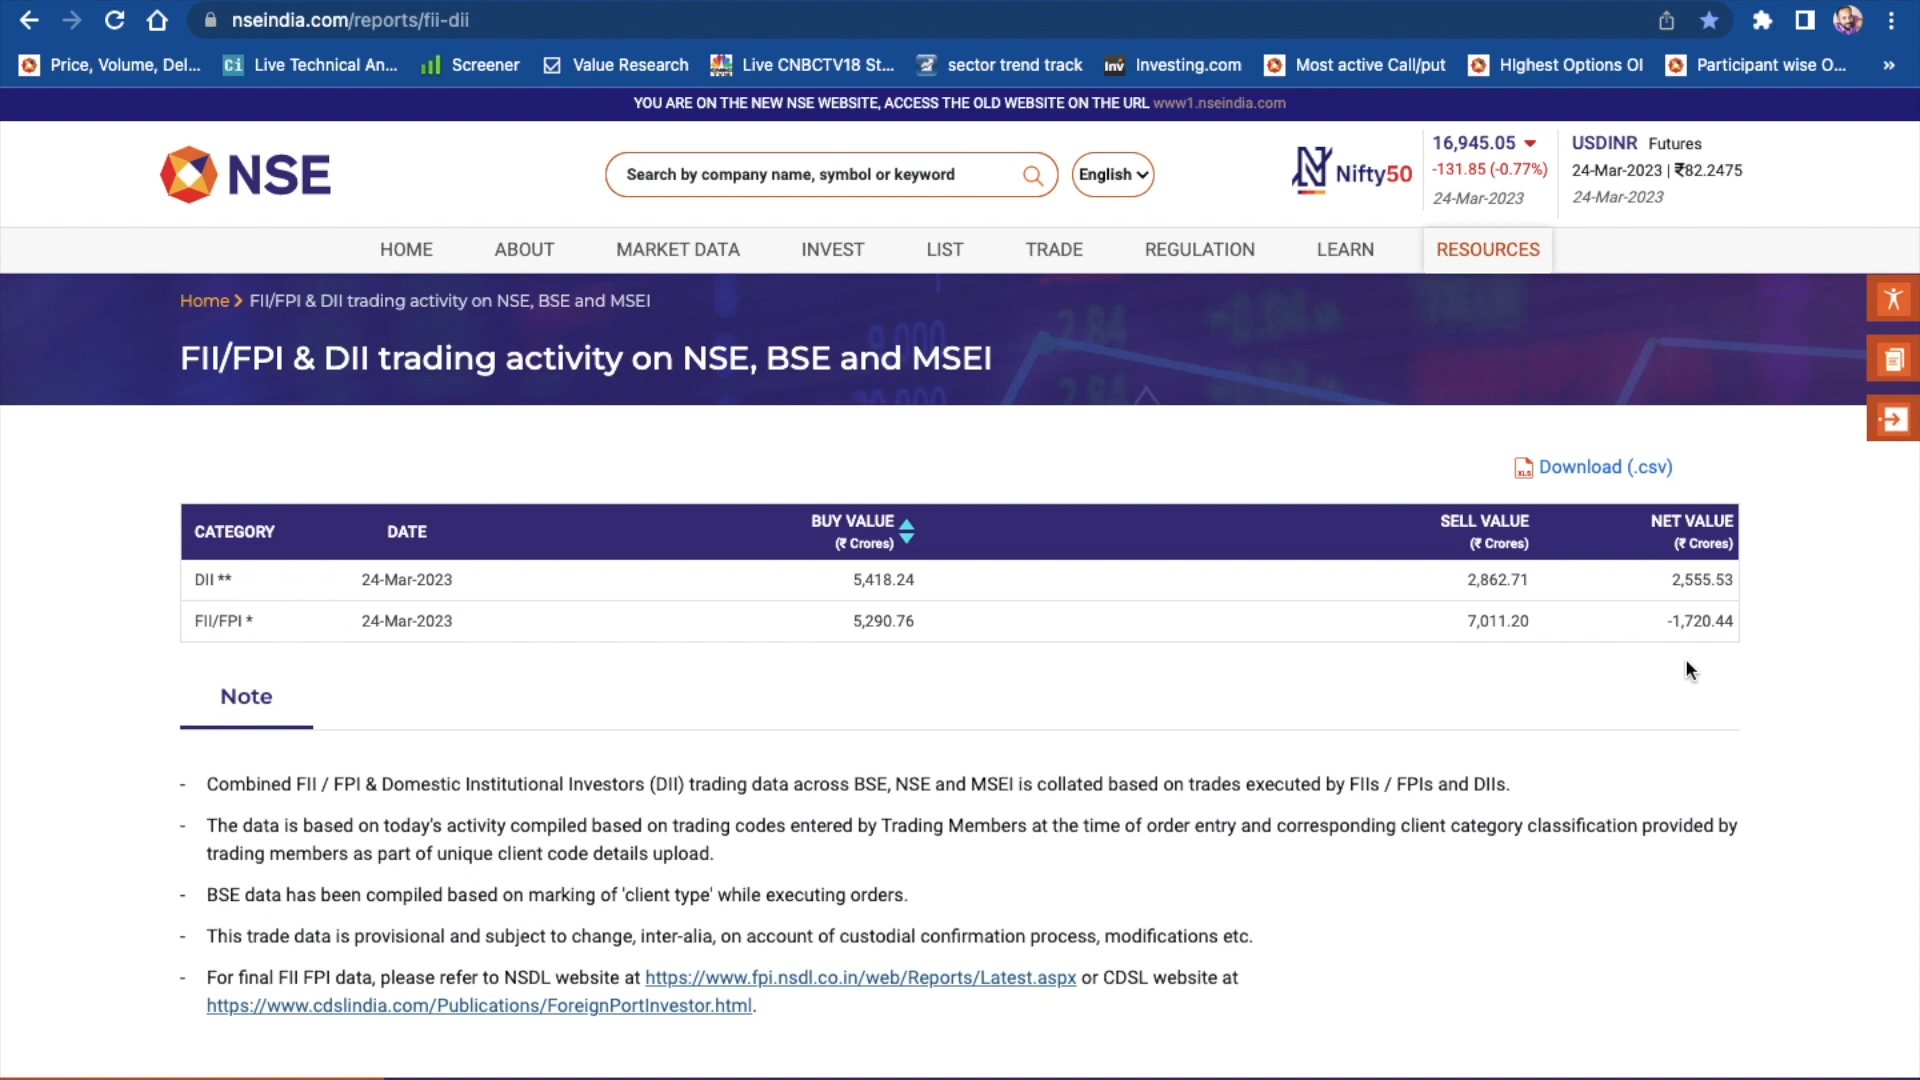 nseindia.com/reports/fii-dii
Price, Volume, Del... Live Technical An... Screener Value Research Live CNBCTV18 St... sector trend track Investing.com Most active Call/put HIghest Options OI Participant wise O... »
YOU ARE ON THE NEW NSE WEBSITE, ACCESS THE OLD WEBSITE ON THE URL www1.nseindia.com
NSE
Search by company name, symbol or keyword
English
Nifty50
16,945.05
-131.85 (-0.77%)
24-Mar-2023
USDINR Futures
24-Mar-2023 | ₹82.2475
24-Mar-2023
HOME ABOUT MARKET DATA INVEST LIST TRADE REGULATION LEARN RESOURCES
Home > FII/FPI & DII trading activity on NSE, BSE and MSEI
FII/FPI & DII trading activity on NSE, BSE and MSEI
Download (.csv)
CATEGORY DATE BUY VALUE (₹ Crores) SELL VALUE (₹ Crores) NET VALUE (₹ Crores)
DII ** 24-Mar-2023 5,418.24 2,862.71 2,555.53
FII/FPI * 24-Mar-2023 5,290.76 7,011.20 -1,720.44
Note
- Combined FII / FPI & Domestic Institutional Investors (DII) trading data across BSE, NSE and MSEI is collated based on trades executed by FIIs / FPIs and DIIs.
- The data is based on today's activity compiled based on trading codes entered by Trading Members at the time of order entry and corresponding client category classification provided by
trading members as part of unique client code details upload.
- BSE data has been compiled based on marking of 'client type' while executing orders.
- This trade data is provisional and subject to change, inter-alia, on account of custodial confirmation process, modifications etc.
- For final FII FPI data, please refer to NSDL website at https://www.fpi.nsdl.co.in/web/Reports/Latest.aspx or CDSL website at
https://www.cdslindia.com/Publications/ForeignPortInvestor.html.